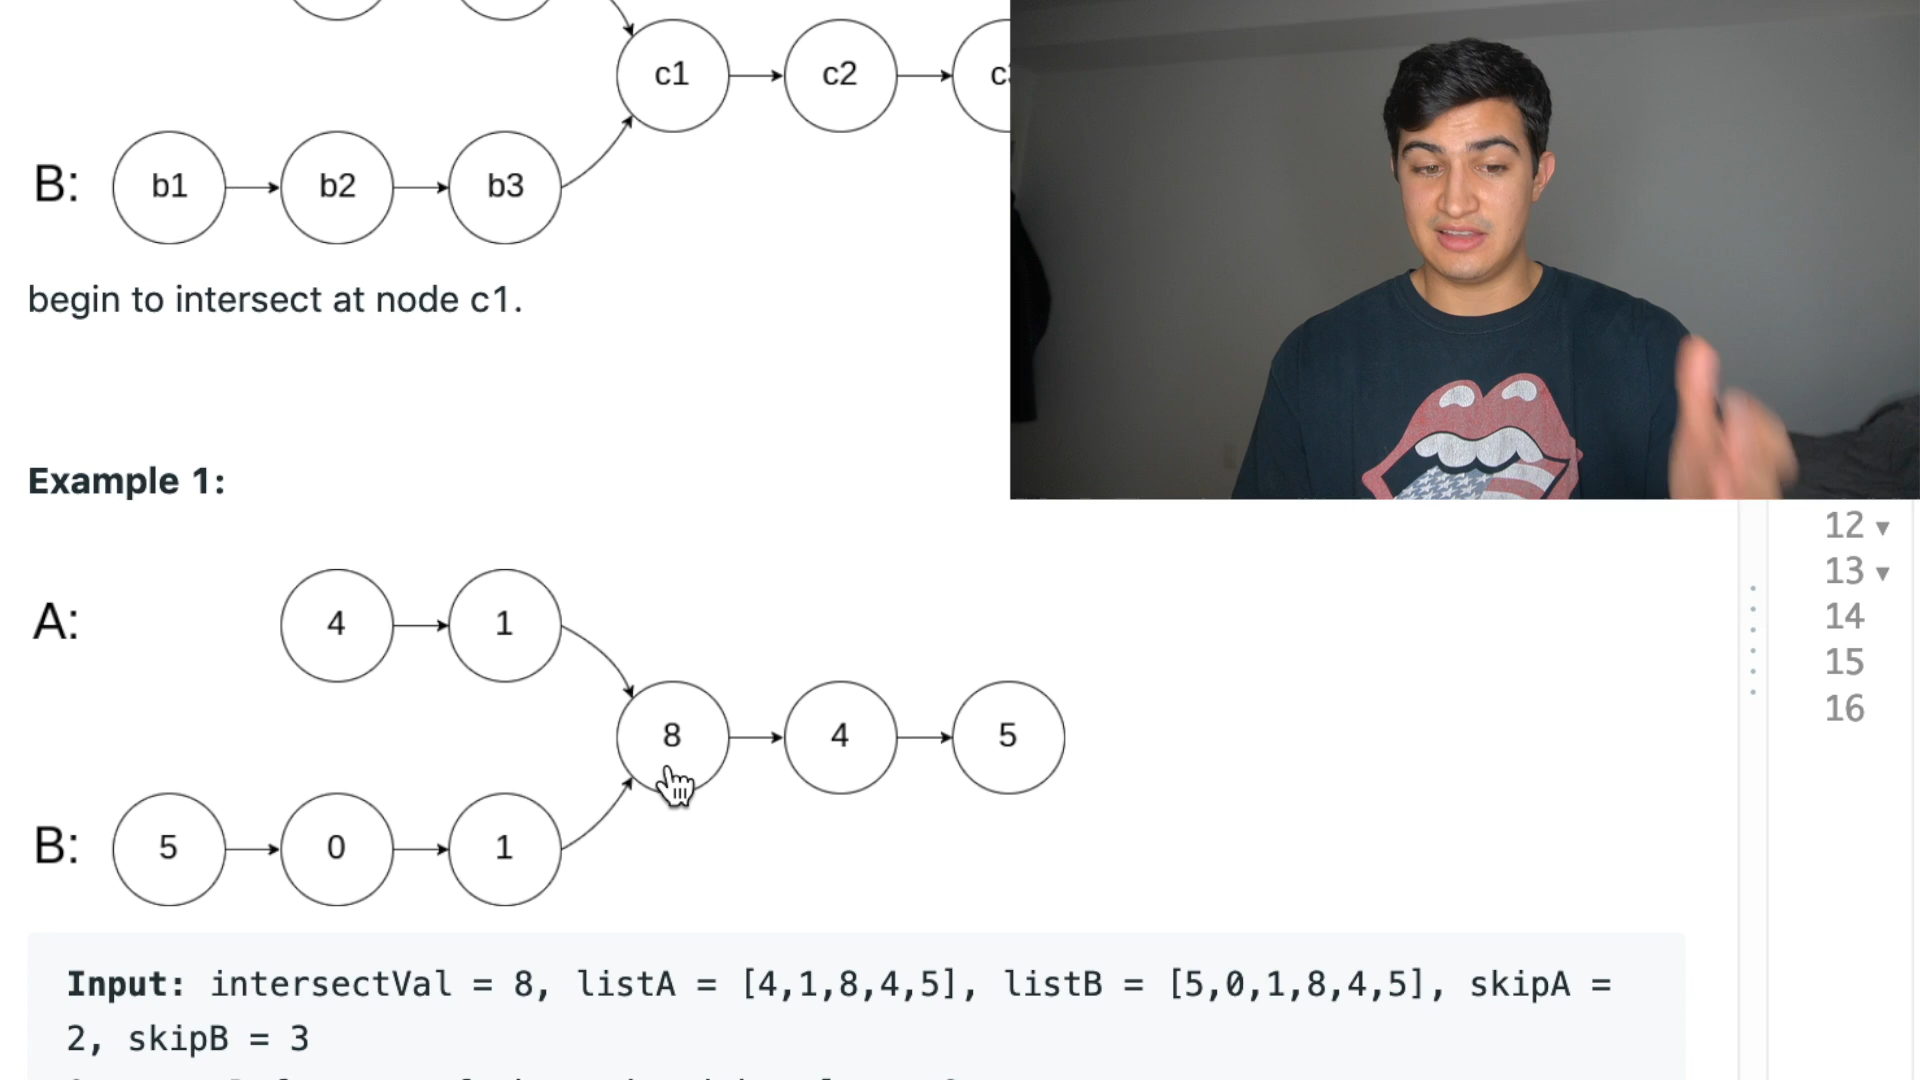 c1 c2
B: b1 b2 b3
begin to intersect at node c1.
Example 1:
A: 4 1
8 4 5
B: 5 0 1
Input: intersectVal = 8, listA = [4,1,8,4,5], listB = [5,0,1,8,4,5], skipA =
2, skipB = 3
12
13
14
15
16